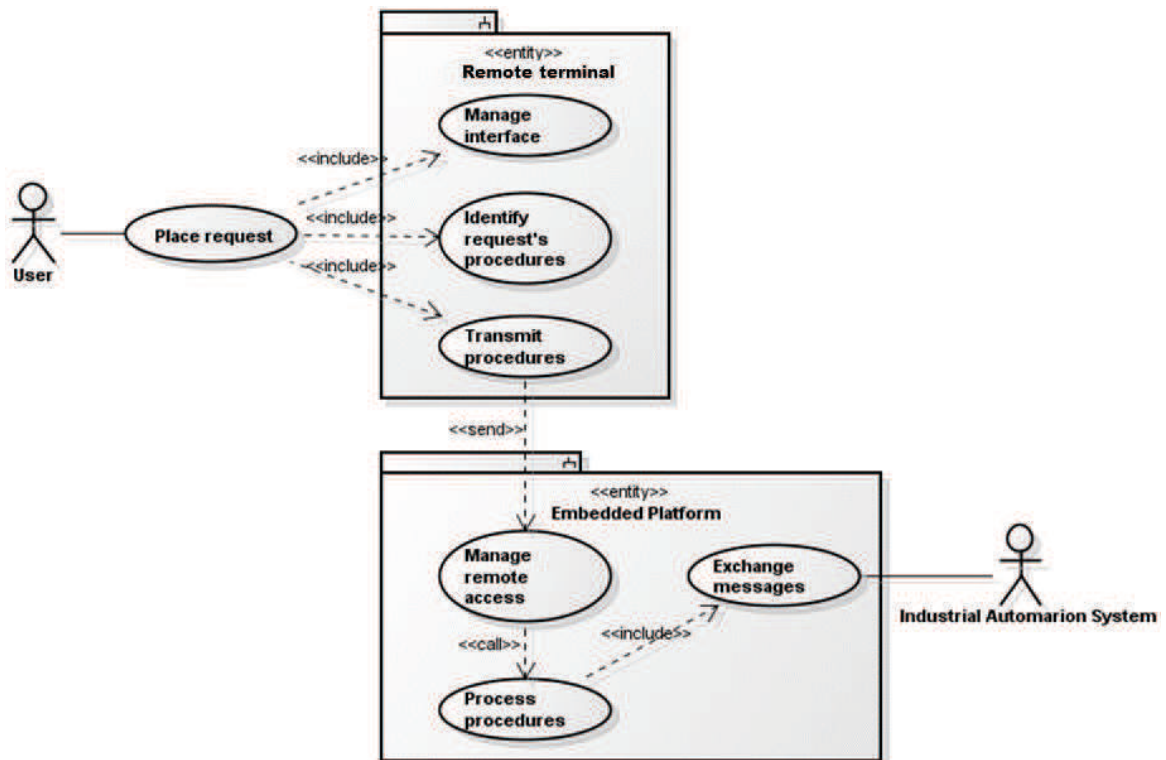 <<entity>>
Remote terminal
Manage
interface
<<include>>
<<include>>
Identify
request's
procedures
Place request
User
<<include>>
Transmit
procedures
<<send>>
<<entity>>
Embedded Platform
Manage
remote
access
Exchange
messages
Industrial Automarion System
<<call>>
<<include>>
Process
procedures